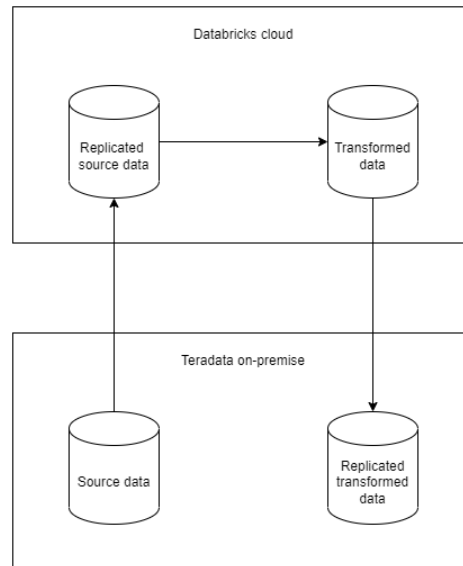 Databricks cloud
Replicated
source data
Transformed
data
Teradata on-premise
Source data
Replicated
transformed
data